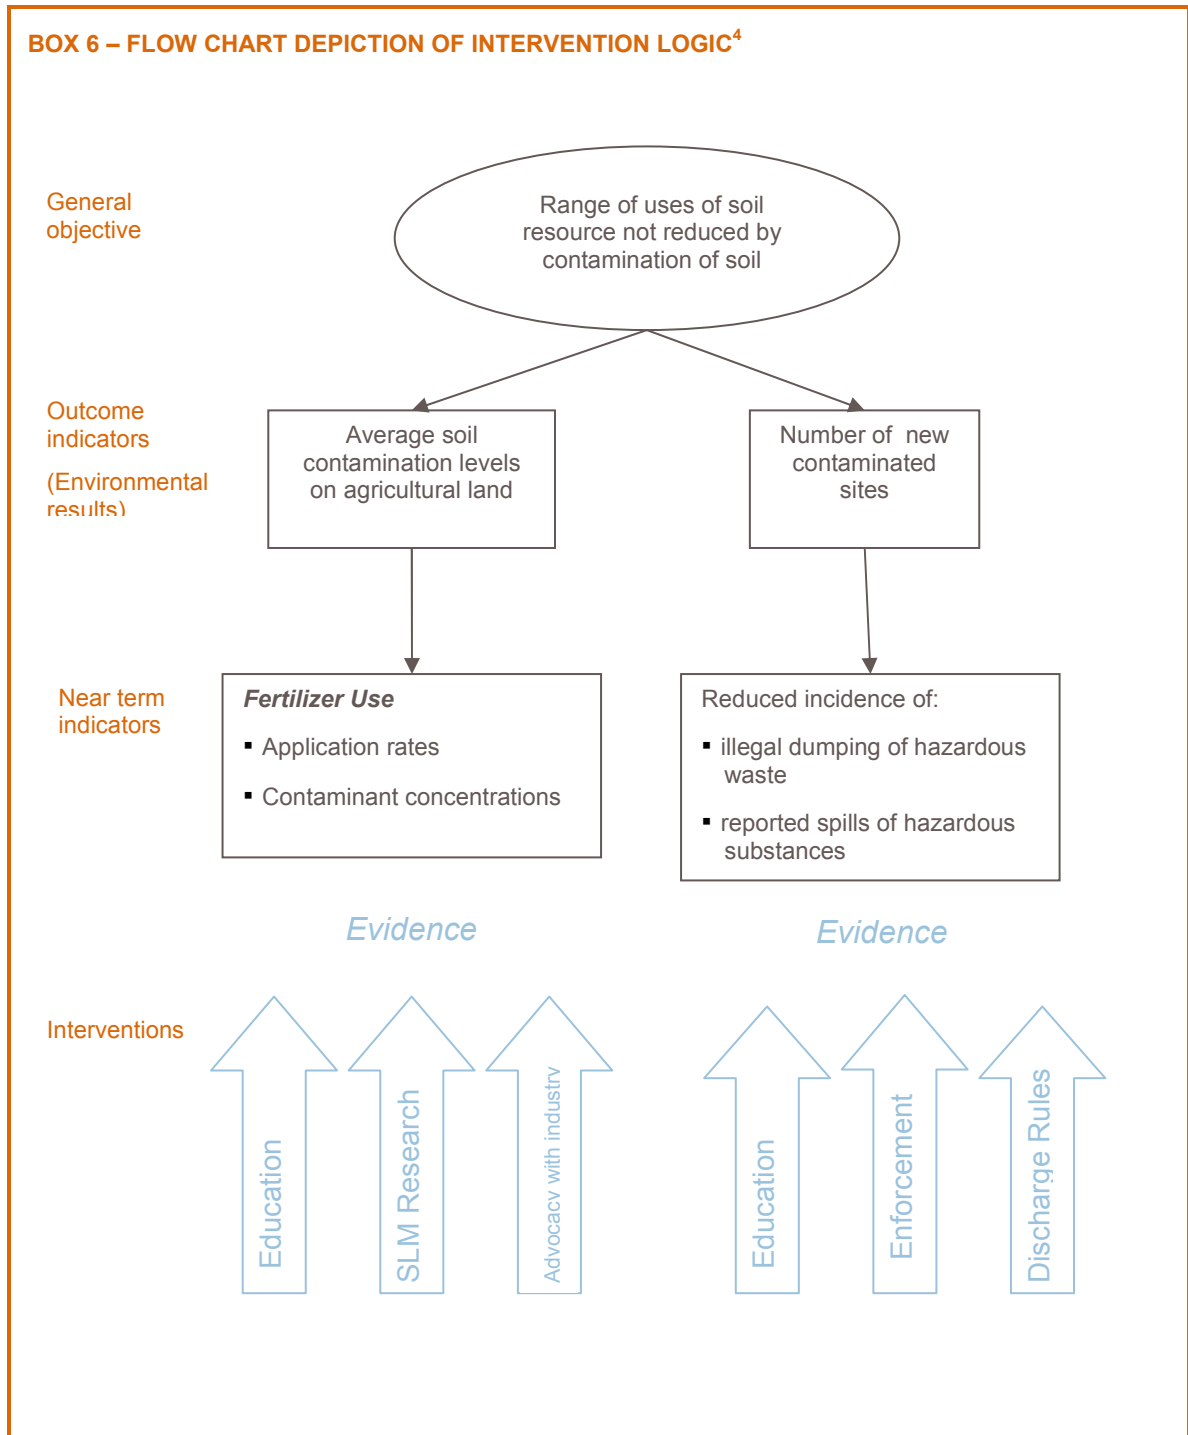 BOX 6 – FLOW CHART DEPICTION OF INTERVENTION LOGIC4
General
objective
Range of uses of soil
resource not reduced by
contamination of soil
Outcome
indicators
(Environmental
results)
Average soil
contamination levels
on agricultural land
Number of new
contaminated
sites
Near term
indicators
Fertilizer Use
▪ Application rates
▪ Contaminant concentrations
Reduced incidence of:
▪ illegal dumping of hazardous
waste
▪ reported spills of hazardous
substances
Evidence
Evidence
Interventions
Education
SLM Research
Advocacy with industry
Education
Enforcement
Discharge Rules